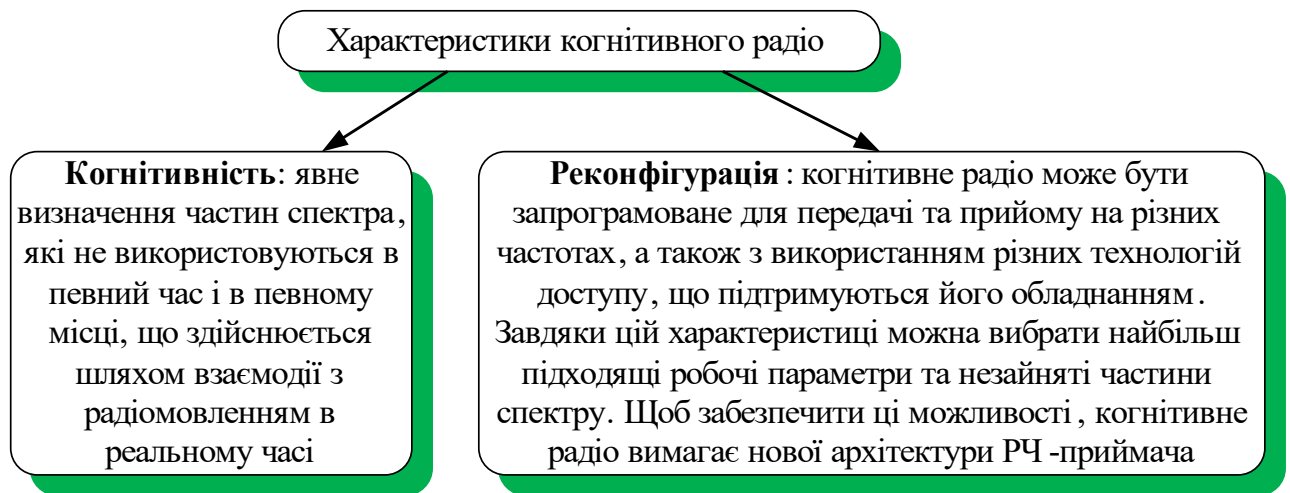 Характеристики когнітивного радіо
Когнітивність: явне
визначення частин спектра,
які не використовуються в
певний час і в певному
місці, що здійснюється
шляхом взаємодії з
радіомовленням в
реальному часі
Реконфігурація : когнітивне радіо може бути
запрограмоване для передачі та прийому на різних
частотах, а також з використанням різних технологій
доступу, що підтримуються його обладнанням.
Завдяки цій характеристиці можна вибрати найбільш
підходящі робочі параметри та незайняті частини
спектру. Щоб забезпечити ці можливості, когнітивне
радіо вимагає нової архітектури РЧ -приймача